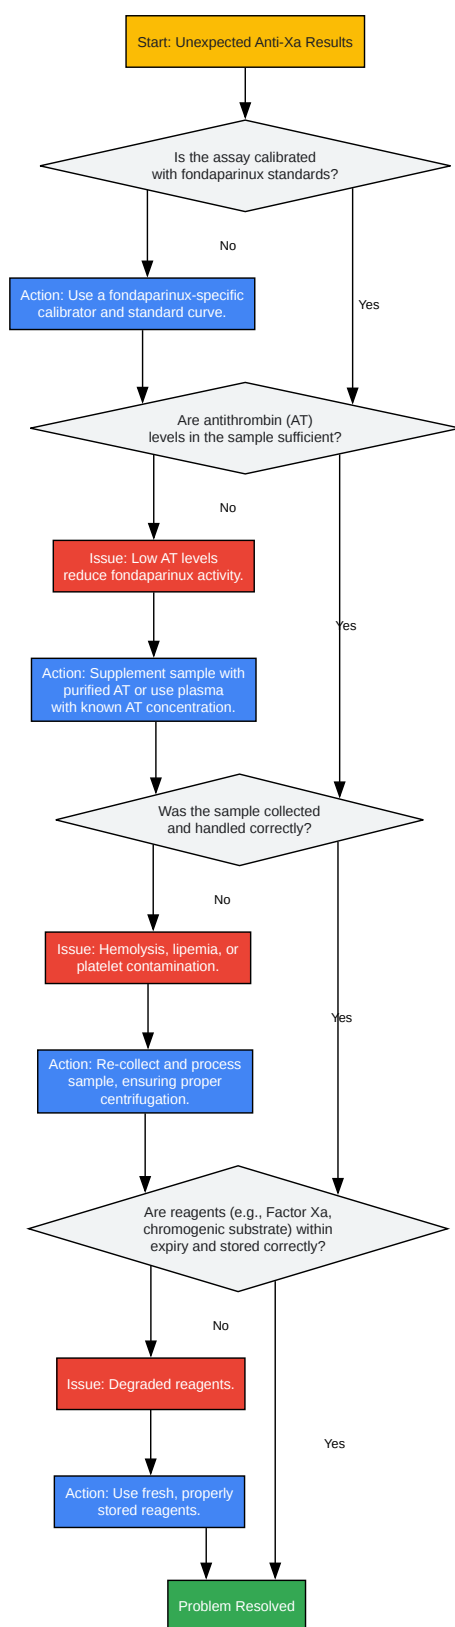 Start: Unexpected Anti-Xa Results
Is the assay calibrated
with fondaparinux standards?
No
Action: Use a fondaparinux-specific
calibrator and standard curve.
Yes
Are antithrombin (AT)
levels in the sample sufficient?
No
Issue: Low AT levels
reduce fondaparinux activity.
Yes
Action: Supplement sample with
purified AT or use plasma
with known AT concentration.
Was the sample collected
and handled correctly?
No
Issue: Hemolysis, lipemia, or
platelet contamination.
Yes
Action: Re-collect and process
sample, ensuring proper
centrifugation.
Are reagents (e.g., Factor Xa,
chromogenic substrate) within
expiry and stored correctly?
No
Issue: Degraded reagents.
Yes
Action: Use fresh, properly
stored reagents.
Problem Resolved